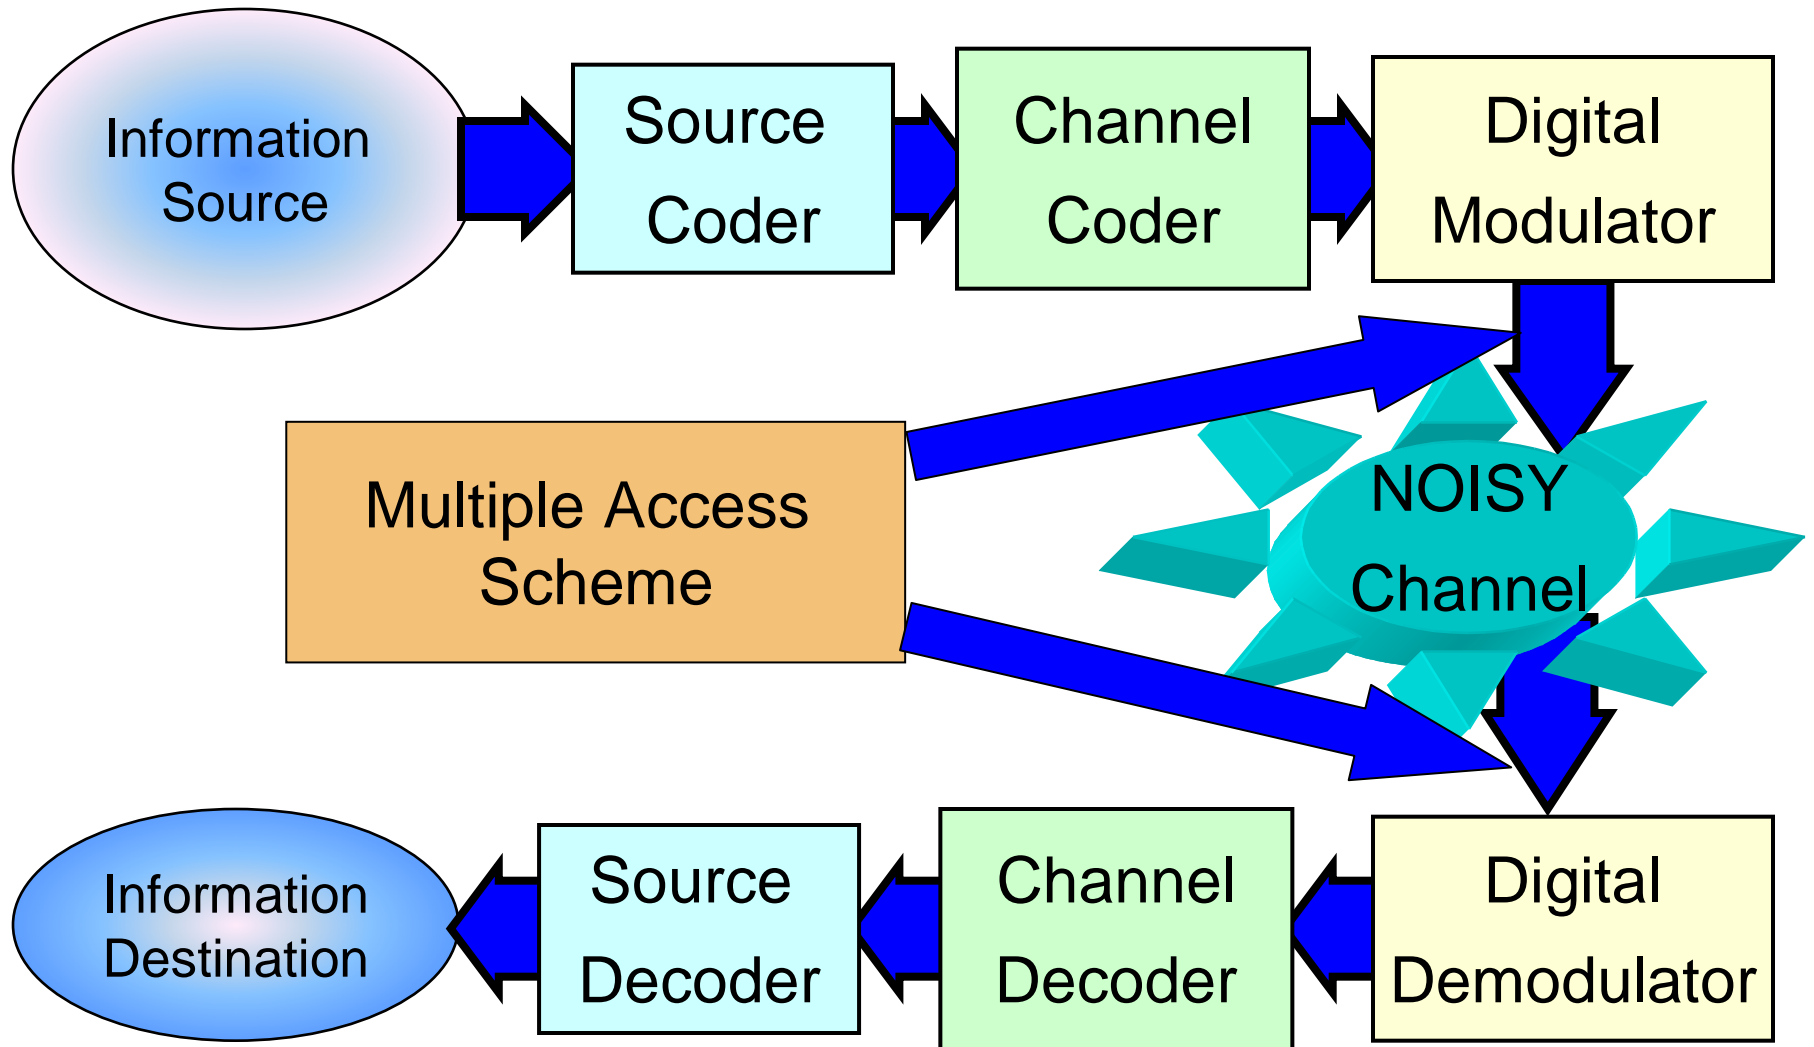 Information
Source
Source
Coder
Channel
Coder
Digital
Modulator
Multiple Access
Scheme
NOISY
Channel
Information
Destination
Source
Decoder
Channel
Decoder
Digital
Demodulator